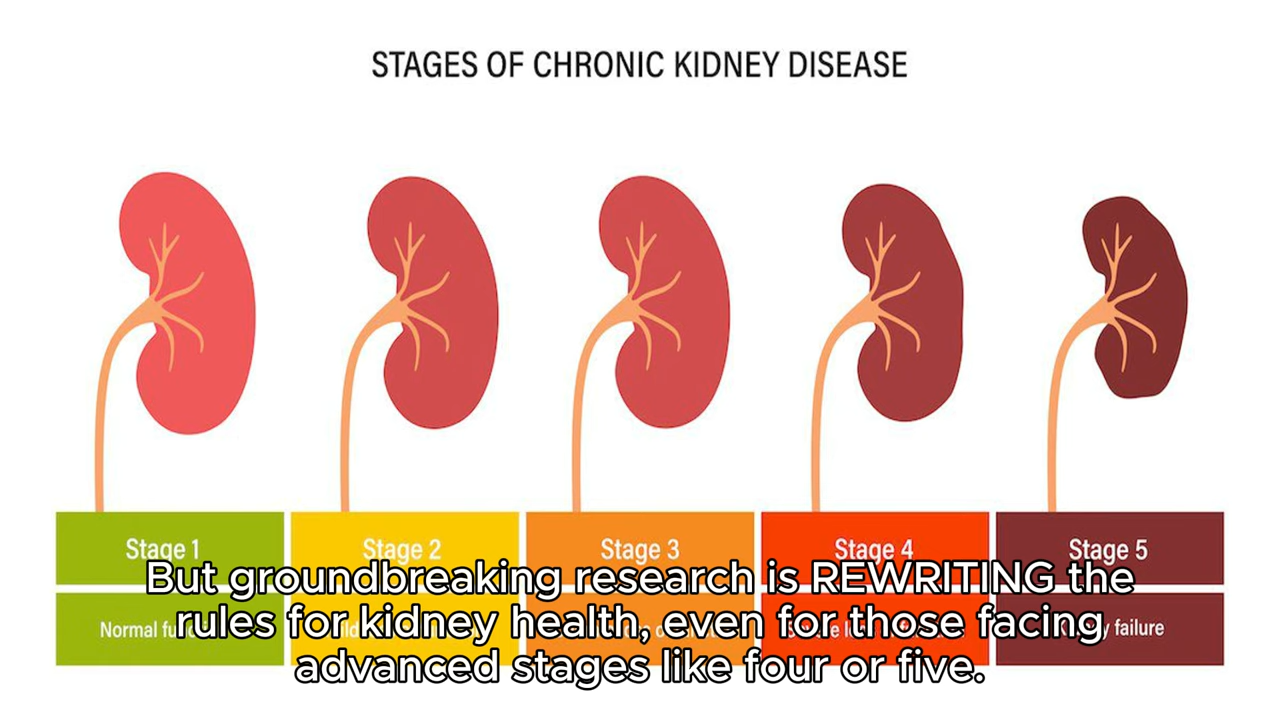 STAGES OF CHRONIC KIDNEY DISEASE
Stage 1
Stage 2
Stage 3
Stage 4
Stage 5
Normal
failure
But groundbreaking research is REWRITING the
rules for kidney health, even for those facing
advanced stages like four or five.